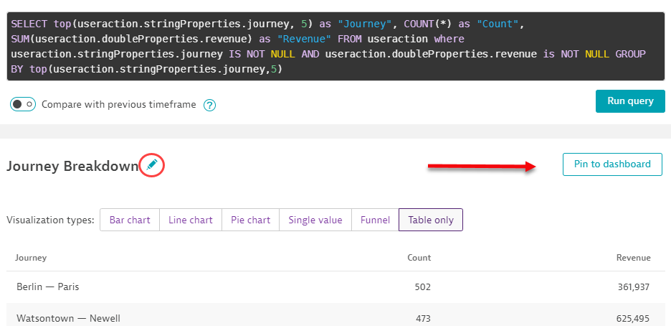 SELECT top(useraction.stringProperties.journey, 5) as "Journey", COUNT(*) as "Count",
SUM(useraction.doubleProperties.revenue) as "Revenue" FROM useraction where
useraction.stringProperties.journey IS NOT NULL AND useraction.doubleProperties.revenue is NOT NULL GROUP
BY top(useraction.stringProperties.journey,5)
Compare with previous timeframe ?
Run query
Journey Breakdown
Pin to dashboard
Visualization types: Bar chart Line chart Pie chart Single value Funnel Table only
Journey Count Revenue
Berlin — Paris 502 361,937
Watsontown — Newell 473 625,495